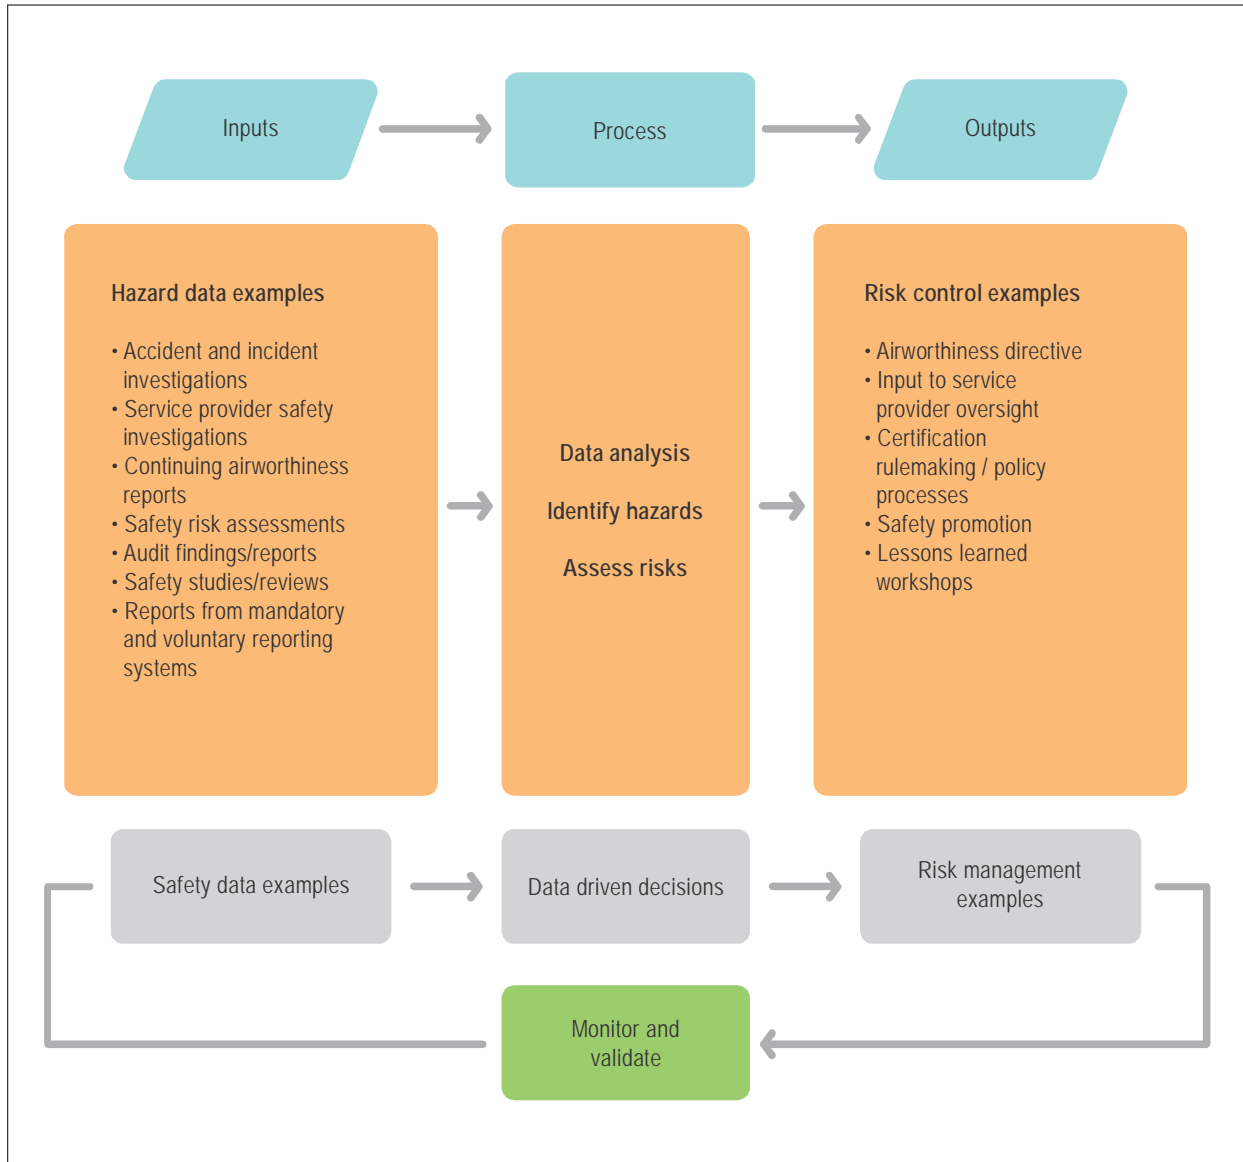 Inputs
Process
Outputs
Hazard data examples
• Accident and incident
investigations
• Service provider safety
investigations
• Continuing airworthiness
reports
• Safety risk assessments
• Audit findings/reports
• Safety studies/reviews
• Reports from mandatory
and voluntary reporting
systems
Data analysis
Identify hazards
Assess risks
Risk control examples
• Airworthiness directive
• Input to service
provider oversight
• Certification
rulemaking / policy
processes
• Safety promotion
• Lessons learned
workshops
Safety data examples
Data driven decisions
Risk management
examples
Monitor and
validate